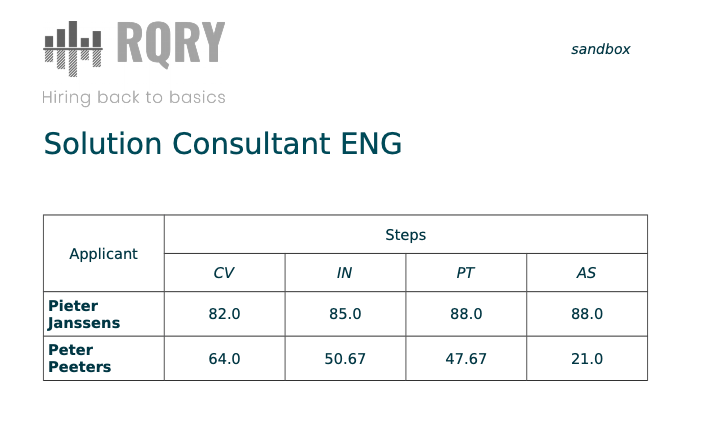 RQRY
sandbox
Hiring back to basics
Solution Consultant ENG
Applicant
Steps
CV IN PT AS
Pieter
Janssens
82.0 85.0 88.0 88.0
Peter
Peeters
64.0 50.67 47.67 21.0